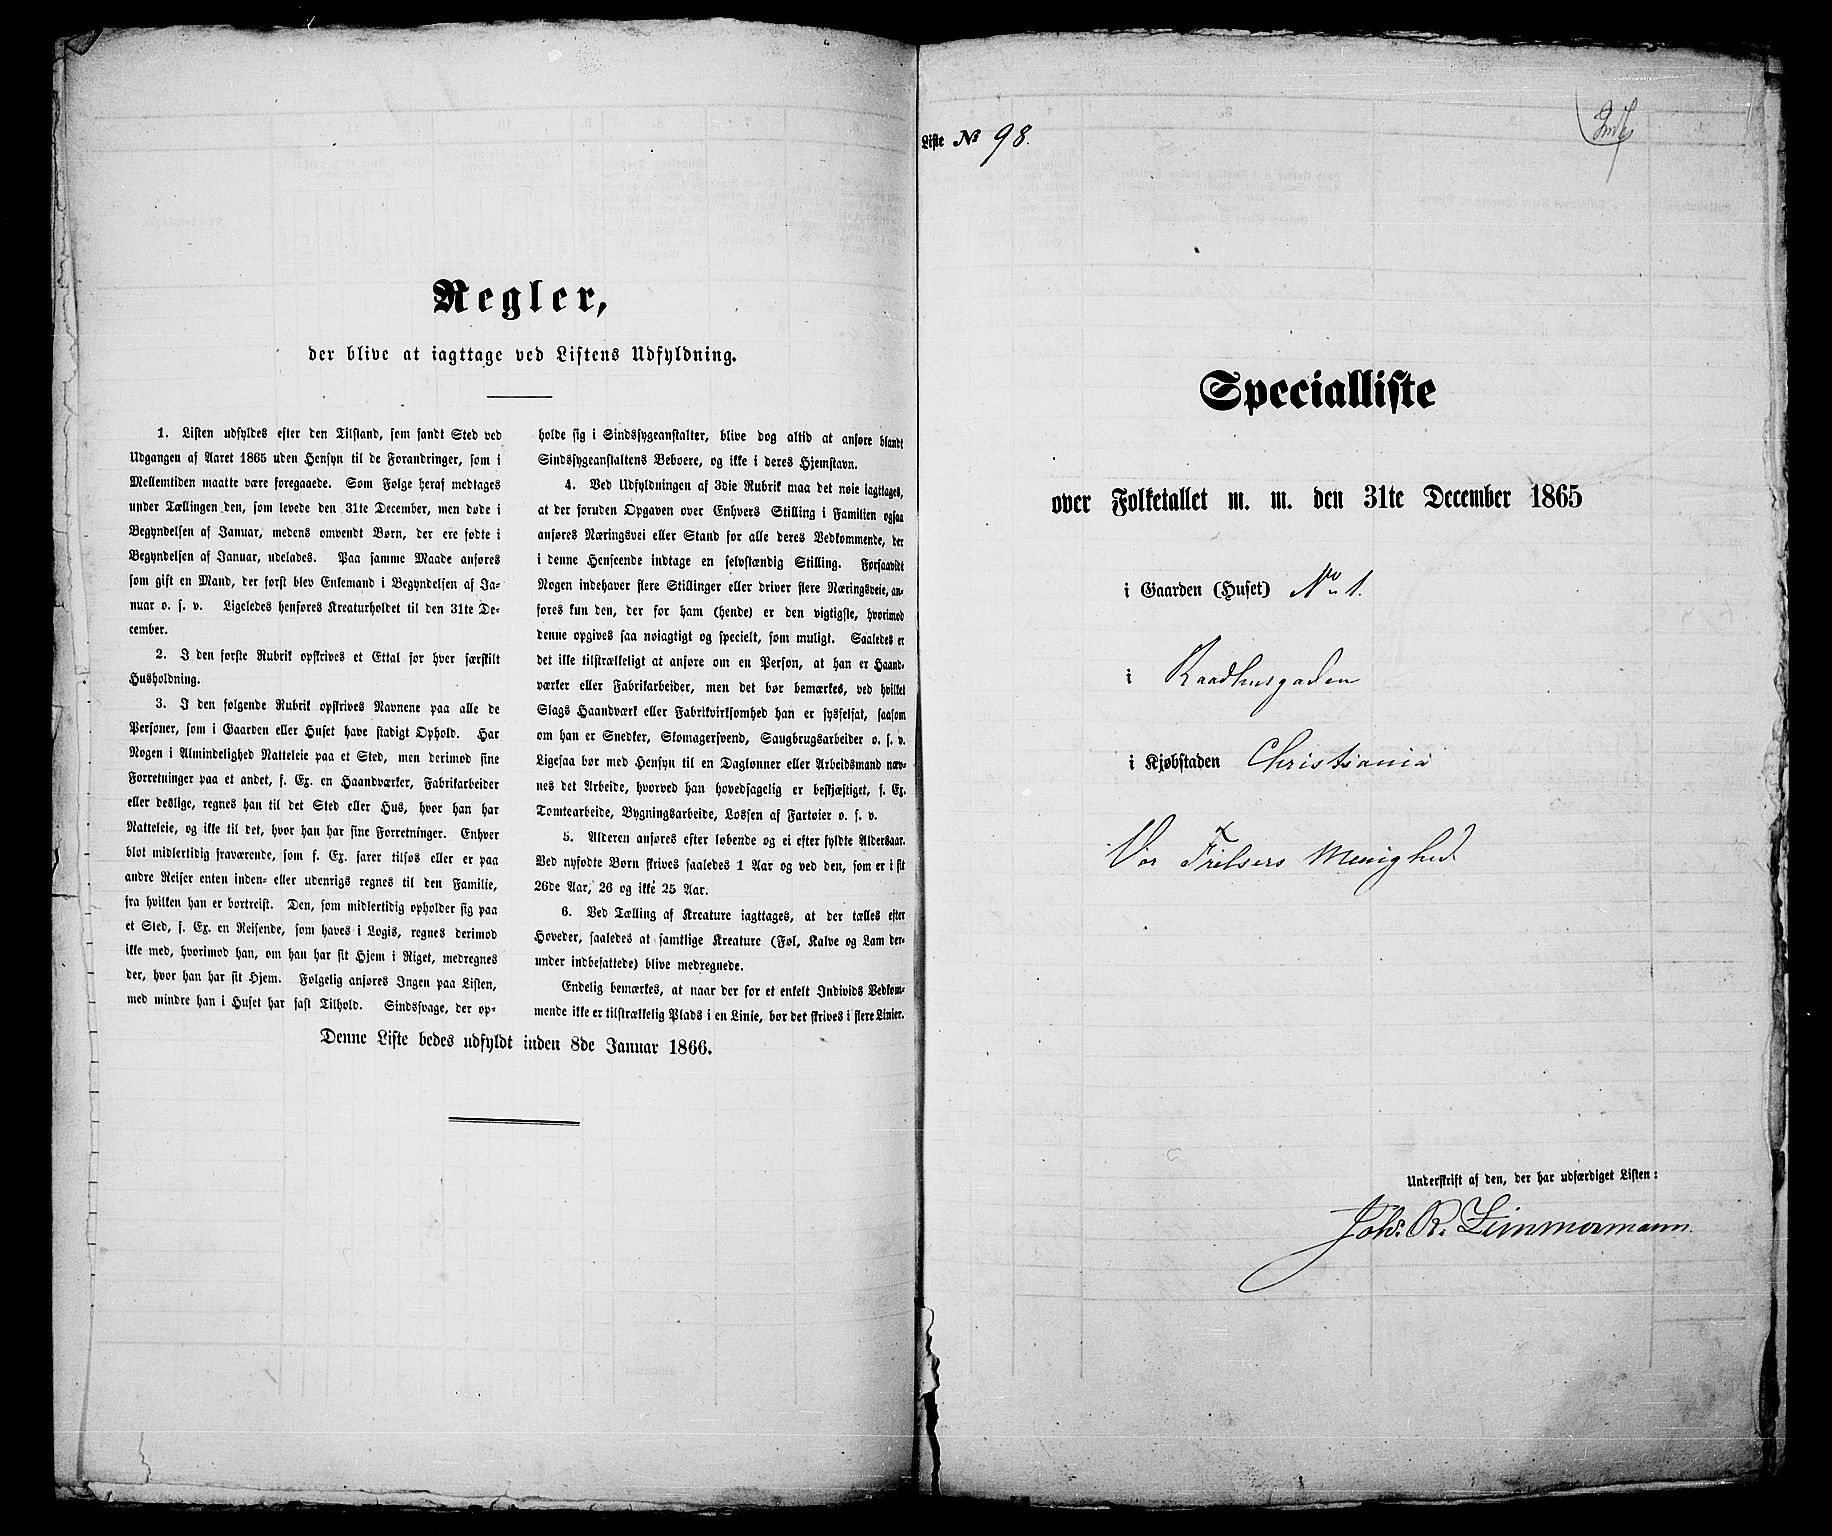 Regler,
der blive at iagttage ved Listens Udfyldning.
1. Listen udfyldes efter den Tilstand, som fandt Sted ved
Udgangen af Aaret 1865 uden Hensyn til de Forandringer, som i
Mellemtiden maatte være foregaaede. Som Følge heraf medtages
under Tællingen den, som levede den 31te December, men døde i
Begyndelsen af Januar, medens omvendt Børn, der ere fødte i
Begyndelsen af Januar, udelades. Paa samme Maade anføres
som gift en Mand, der først blev Enkemand i Begyndelsen af Ja-
nuar o. s. v. Ligeledes henføres Kreaturholdet til den 31te De-
cember.
2. I den første Rubrik opskrives et Ettal for hver særskilt
Husholdning.
3. I den følgende Rubrik opskrives Navnene paa alle de
Personer, som i Gaarden eller Huset have stadigt Ophold. Har
Nogen i Almindelighed Natteleie paa et Sted, men derimod sine
Forretninger paa et andet, f. Ex. en Haandværker, Fabrikarbeider
eller deslige, regnes han til det Sted eller Hus, hvor han har
Natteleie, og ikke til det, hvor han har sine Forretninger. Enhver
blot midlertidig fraværende, som f. Ex. farer tilsøs eller er paa
andre Reiser enten inden- eller udenrigs regnes til den Familie,
fra hvilken han er bortreist. Den, som midlertidig opholder sig paa
et Sted, f. Ex. en Reisende, som haves i Logis, regnes derimod
ikke med, hvorimod han, om han har sit Hjem i Riget, medregnes
der, hvor han har sit Hjem. Følgelig anføres Ingen paa Listen,
med mindre han i Huset har fast Tilhold. Sindssvage, der op-
holde sig i Sindssygeanstalter, blive dog altid at anføre blandt
Sindssygeanstaltens Beboere, og ikke i deres Hjemstavn.
4. Ved Udfyldningen af 3die Rubrik maa det nøie iagttages,
at der foruden Opgaven over Enhvers Stilling i Familien ogsaa
anføres Næringsvei eller Stand for alle deres Vedkommende, der
i denne Henseende indtage en selvstændig Stilling. Forsaavidt
Nogen indehaver flere Stillinger eller driver flere Næringsveie, an-
føres kun den, der for ham (hende) er den vigtigste, hvorimod
denne opgives saa nøiagtigt og specielt, som muligt. Saaledes er
det ikke tilstrækkeligt at anføre om en Person, at han er Haand-
værker eller Fabrikarbeider, men det bør bemærkes, ved hvilket
Slags Haandværk eller Fabrikvirksomhed han er sysselsat, saasom
om han er Snedker, Skomagersvend, Saugbrugsarbeider o. s. v.
Ligesaa bør med Hensyn til en Daglønner eller Arbeidsmand næv-
nes det Arbeide, hvorved han hovedsagelig er beskjæftiget, f. Ex.
Tomtearbeide, Bygningsarbeide, Lossen af Fartøier o. s. v.
5. Alderen anføres efter løbende og ei efter fyldte Aldersaar.
Ved nyfødte Børn skrives saaledes 1 Aar og ved den, som er i sit
26de Aar, 26 og ikke 25 Aar.
6. Ved Tælling af Kreature iagttages, at der tælles efter
Hoveder, saaledes at samtlige Kreature (Føl, Kalve og Lam der-
under indbefattede) blive medregnede.
Endelig bemærkes, at naar der for et enkelt Individs Vedkom-
mende ikke er tilstrækkelig Plads i en Linie, bør det skrives i flere Linier.
Denne Liste bedes udfyldt inden 8de Januar 1866.
Liste No 98.
Specialliste
over Folketallet m. m. den 31te December 1865
i Gaarden (Huset) No 1.
i Raadhusgaden
i Kjøbstaden Christiania
Vor Frelsers Menighed
Underskrift af den, der har udfærdiget Listen:
Johs. R. Zimmermann.